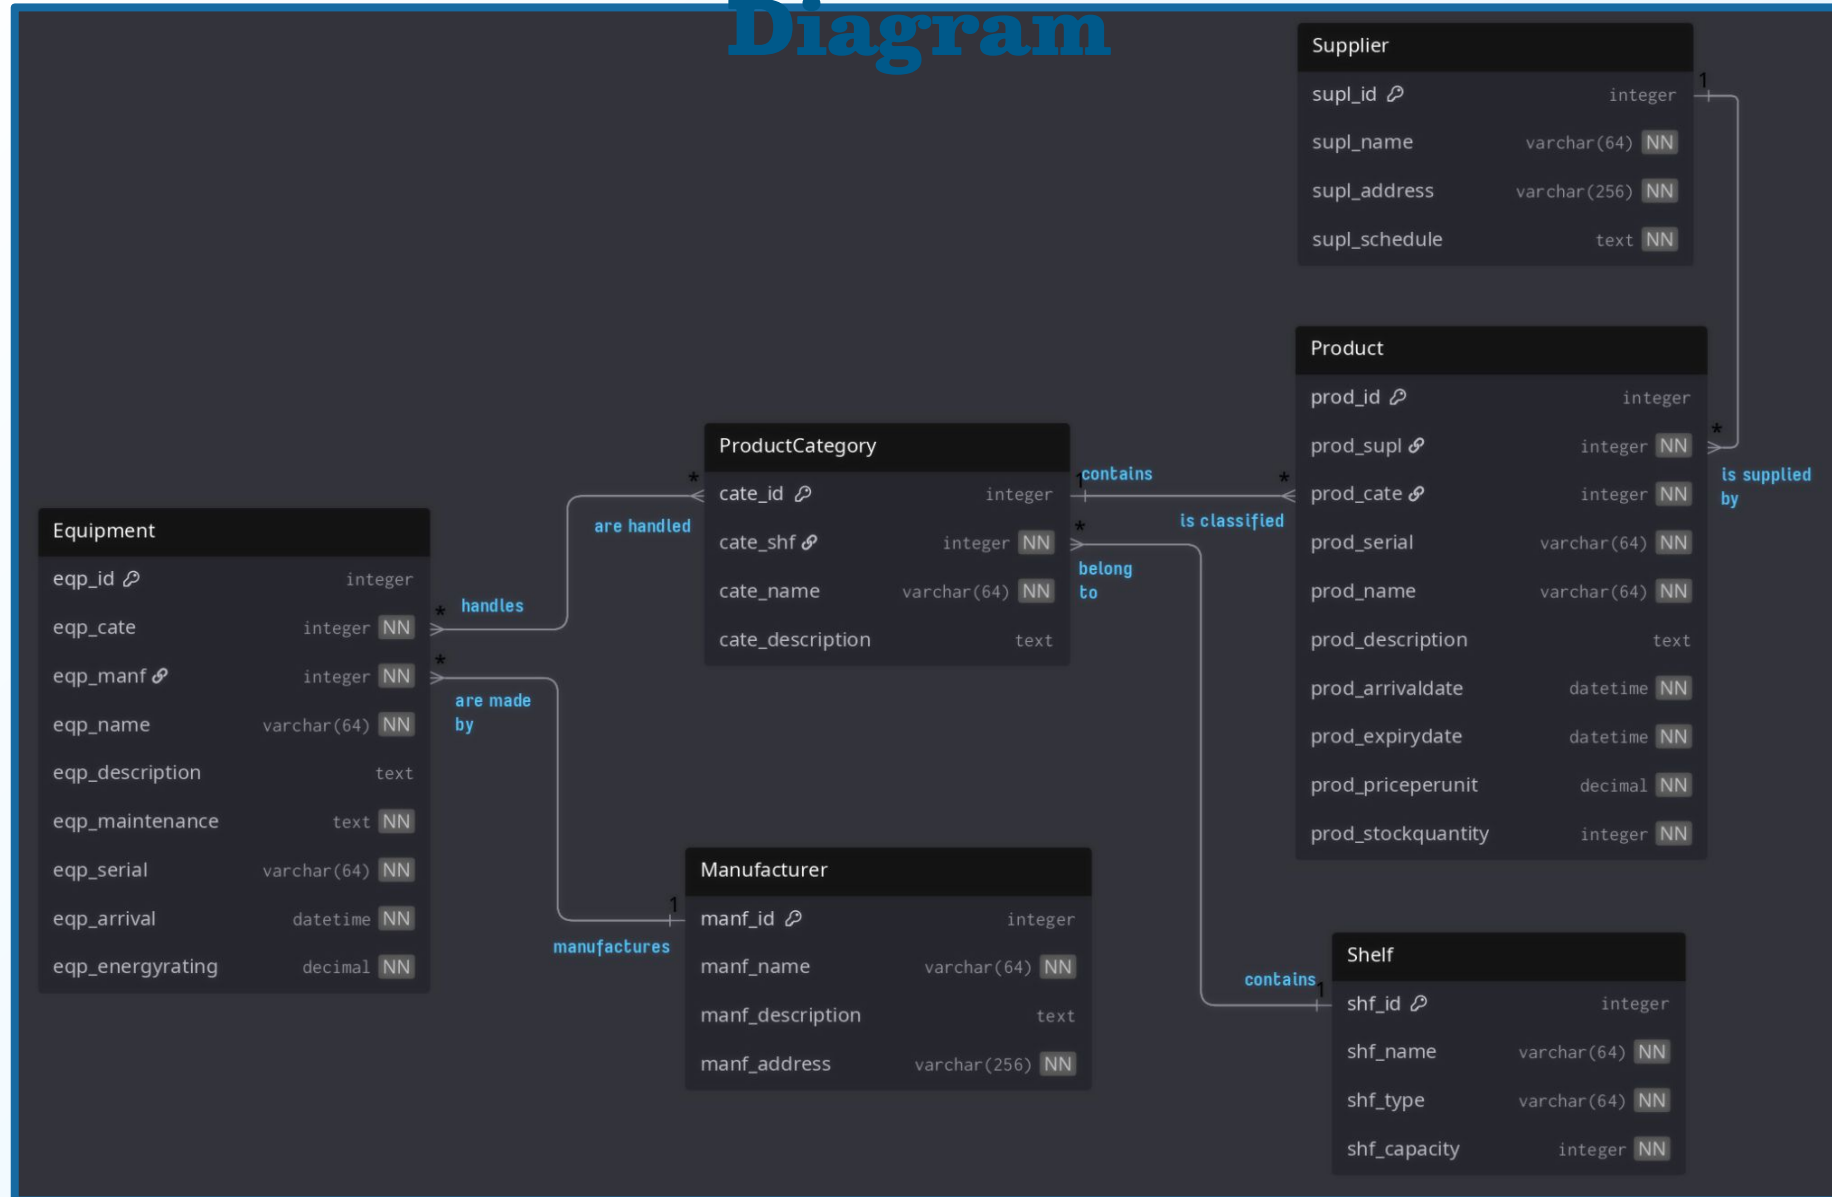 Diagram
Supplier
supl_id integer
supl_name varchar(64) NN
supl_address varchar(256) NN
supl_schedule text NN
1
*
is supplied
by
Product
prod_id integer
prod_supl integer NN
prod_cate integer NN
prod_serial varchar(64) NN
prod_name varchar(64) NN
prod_description text
prod_arrivaldate datetime NN
prod_expirydate datetime NN
prod_priceperunit decimal NN
prod_stockquantity integer NN
ProductCategory
cate_id integer
cate_shf integer NN
cate_name varchar(64) NN
cate_description text
1
contains
*
is classified
*
are handled
*
belong
to
Equipment
eqp_id integer
eqp_cate integer NN
eqp_manf integer NN
eqp_name varchar(64) NN
eqp_description text
eqp_maintenance text NN
eqp_serial varchar(64) NN
eqp_arrival datetime NN
eqp_energyrating decimal NN
*
handles
*
are made
by
1
manufactures
Manufacturer
manf_id integer
manf_name varchar(64) NN
manf_description text
manf_address varchar(256) NN
contains
1
Shelf
shf_id integer
shf_name varchar(64) NN
shf_type varchar(64) NN
shf_capacity integer NN